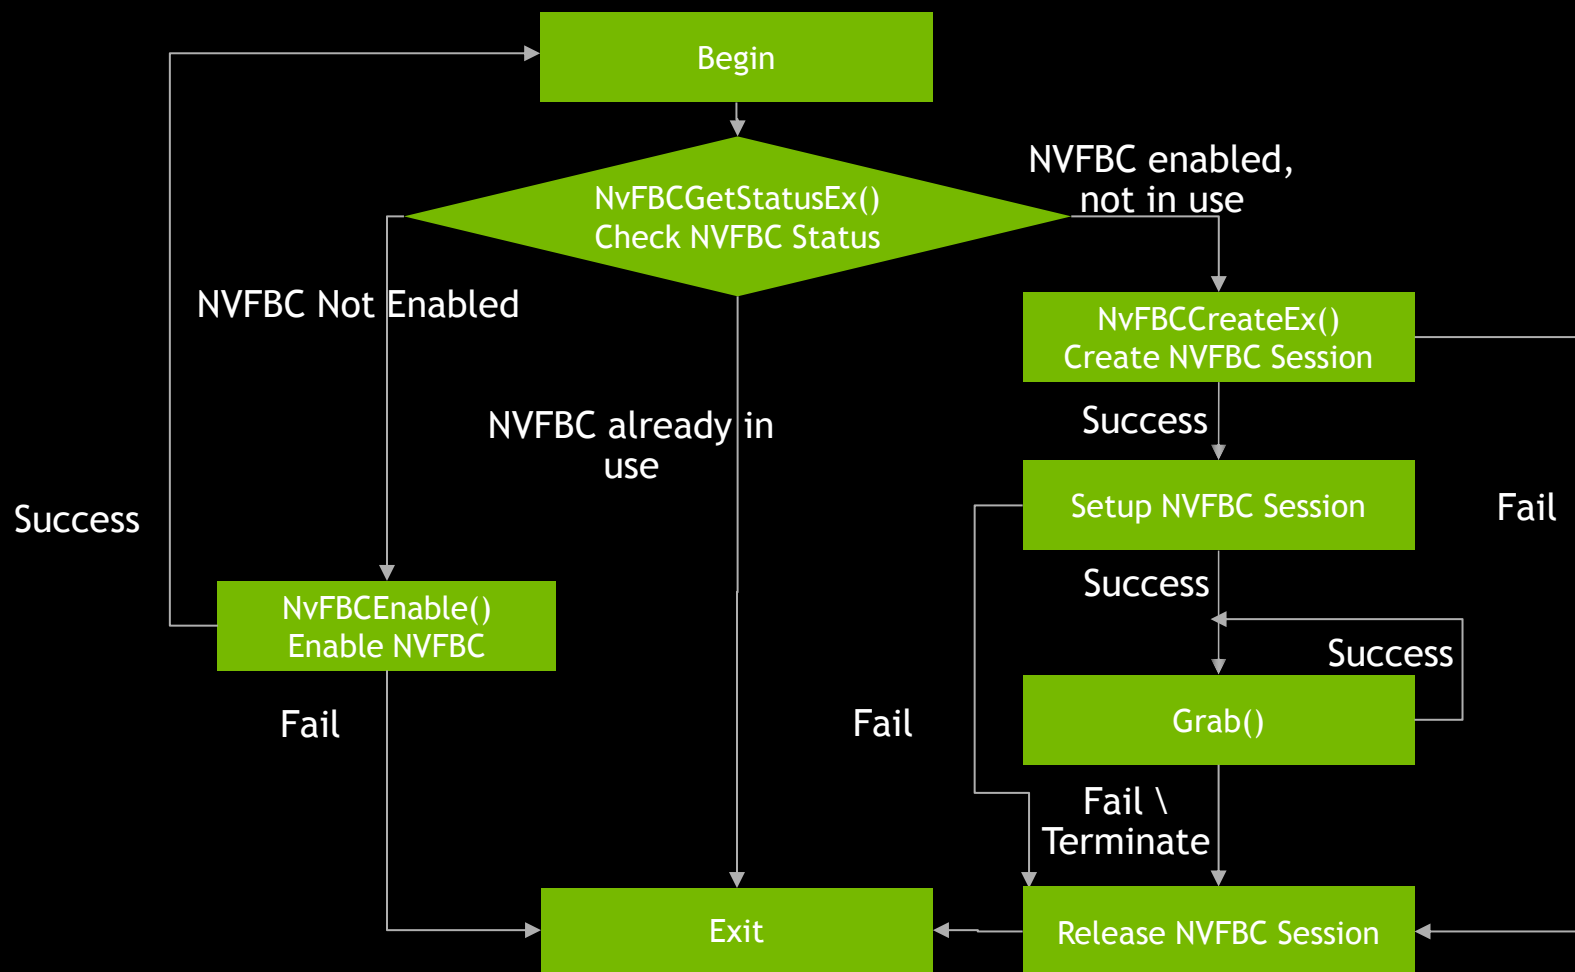 Begin
NVFBC enabled,
not in use
NvFBCGetStatusEx()
Check NVFBC Status
NVFBC Not Enabled
NvFBCCreateEx()
Create NVFBC Session
NVFBC already in
use
Success
Success
Setup NVFBC Session
Fail
Success
NvFBCEnable()
Enable NVFBC
Success
Fail
Fail
Grab()
Fail \
Terminate
Exit
Release NVFBC Session